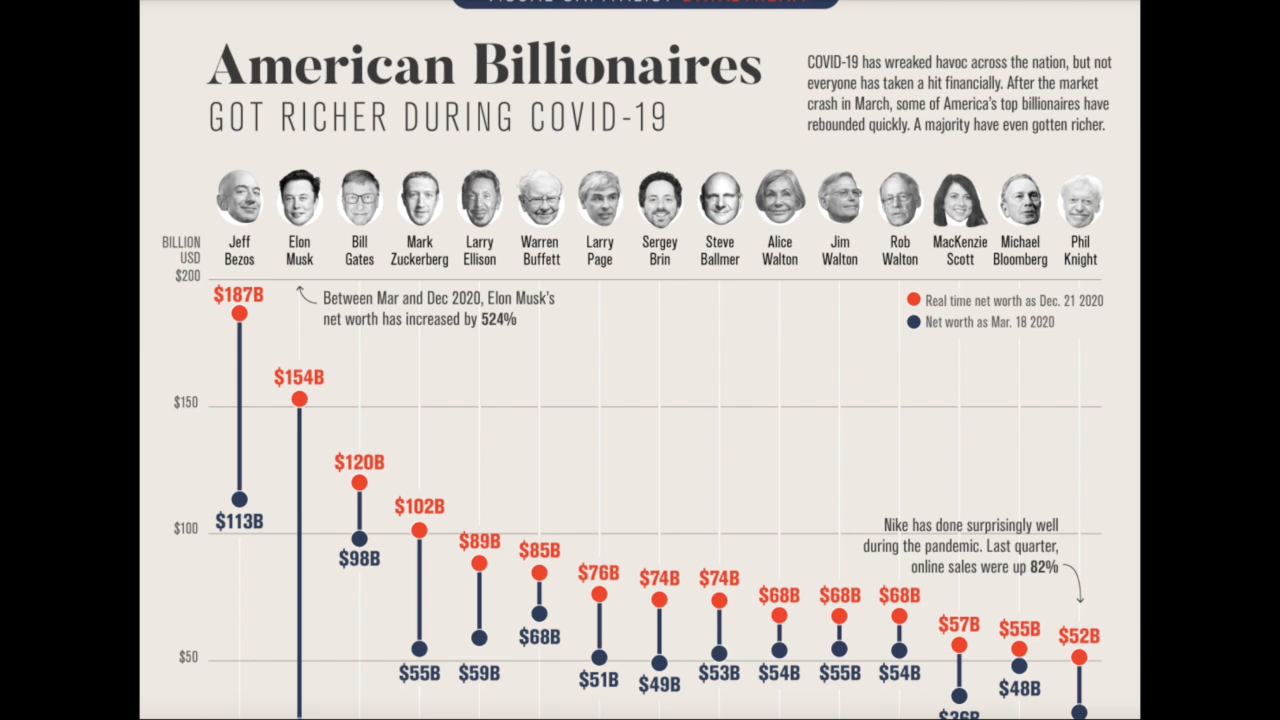 American Billionaires
GOT RICHER DURING COVID-19
COVID-19 has wreaked havoc across the nation, but not
everyone has taken a hit financially. After the market
crash in March, some of America's top billionaires have
rebounded quickly. A majority have even gotten richer.
BILLION
USD
Jeff
Bezos
Elon
Musk
Bill
Gates
Mark
Zuckerberg
Larry
Ellison
Warren
Buffett
Larry
Page
Sergey
Brin
Steve
Ballmer
Alice
Walton
Jim
Walton
Rob
Walton
MacKenzie
Scott
Michael
Bloomberg
Phil
Knight
$200
$187B
Between Mar and Dec 2020, Elon Musk's
net worth has increased by 524%
Real time net worth as Dec. 21 2020
Net worth as Mar. 18 2020
$154B
$150
$120B
$102B
$113B
$100
$98B
$89B
$85B
Nike has done surprisingly well
during the pandemic. Last quarter,
online sales were up 82%
$76B
$74B
$74B
$68B
$68B
$68B
$57B
$55B
$52B
$68B
$50
$55B
$59B
$51B
$49B
$53B
$54B
$55B
$54B
$48B